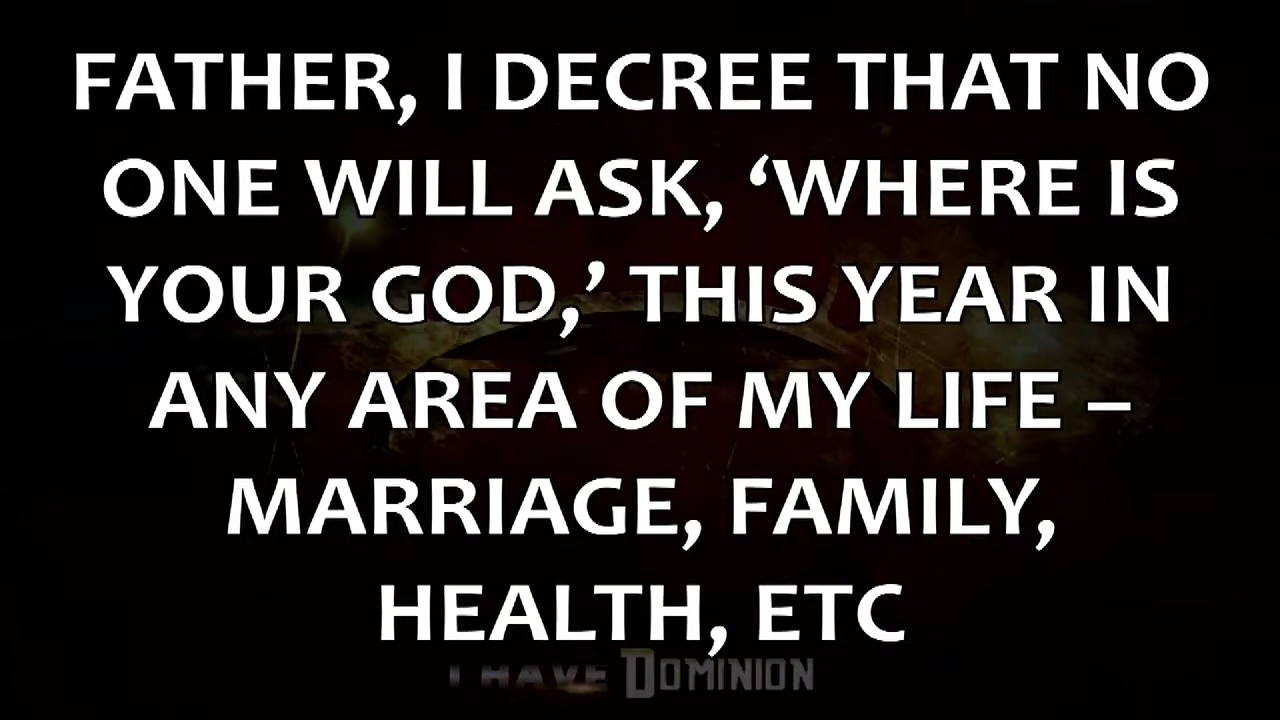 FATHER, I DECREE THAT NO
ONE WILL ASK, ‘WHERE IS
YOUR GOD,’ THIS YEAR IN
ANY AREA OF MY LIFE –
MARRIAGE, FAMILY,
HEALTH, ETC
I HAVE DOMINION